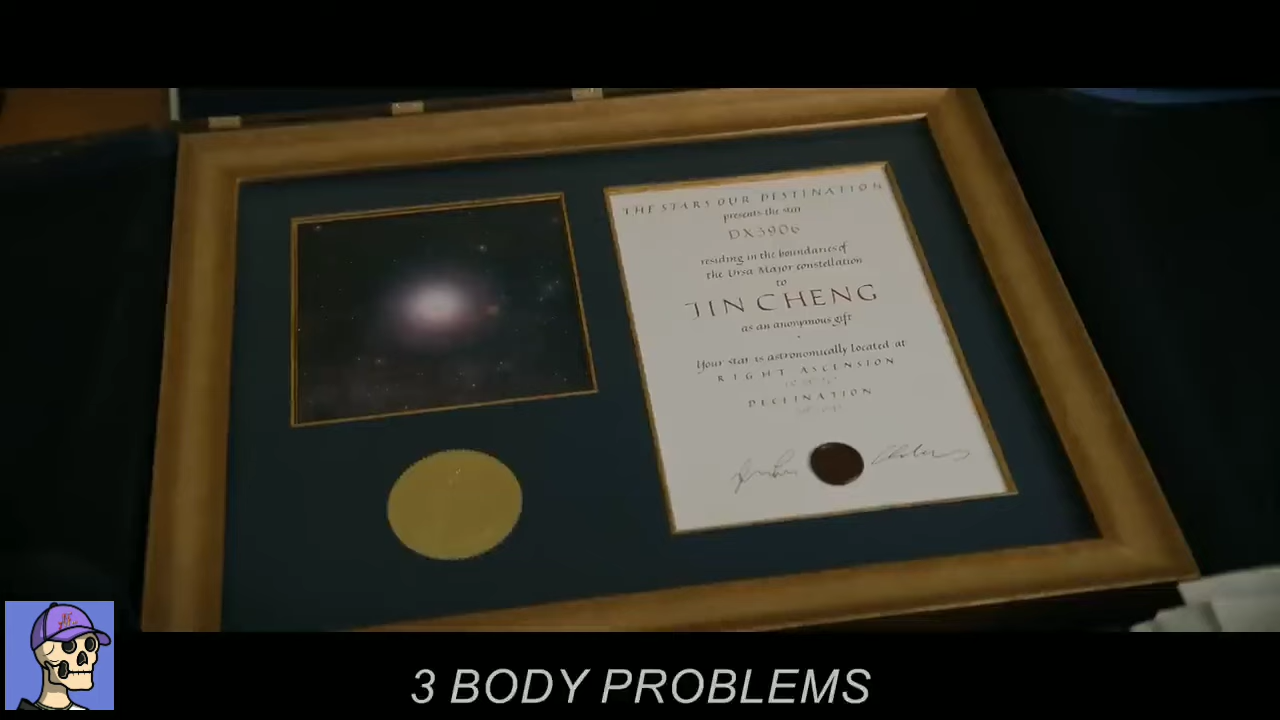 THE STARS OUR DESTINATION
presents the star
DX3906
residing in the boundaries of
the Ursa Major constellation
to
JIN CHENG
as an anonymous gift
Your star is astronomically located at
RIGHT ASCENSION
DECLINATION
3 BODY PROBLEMS